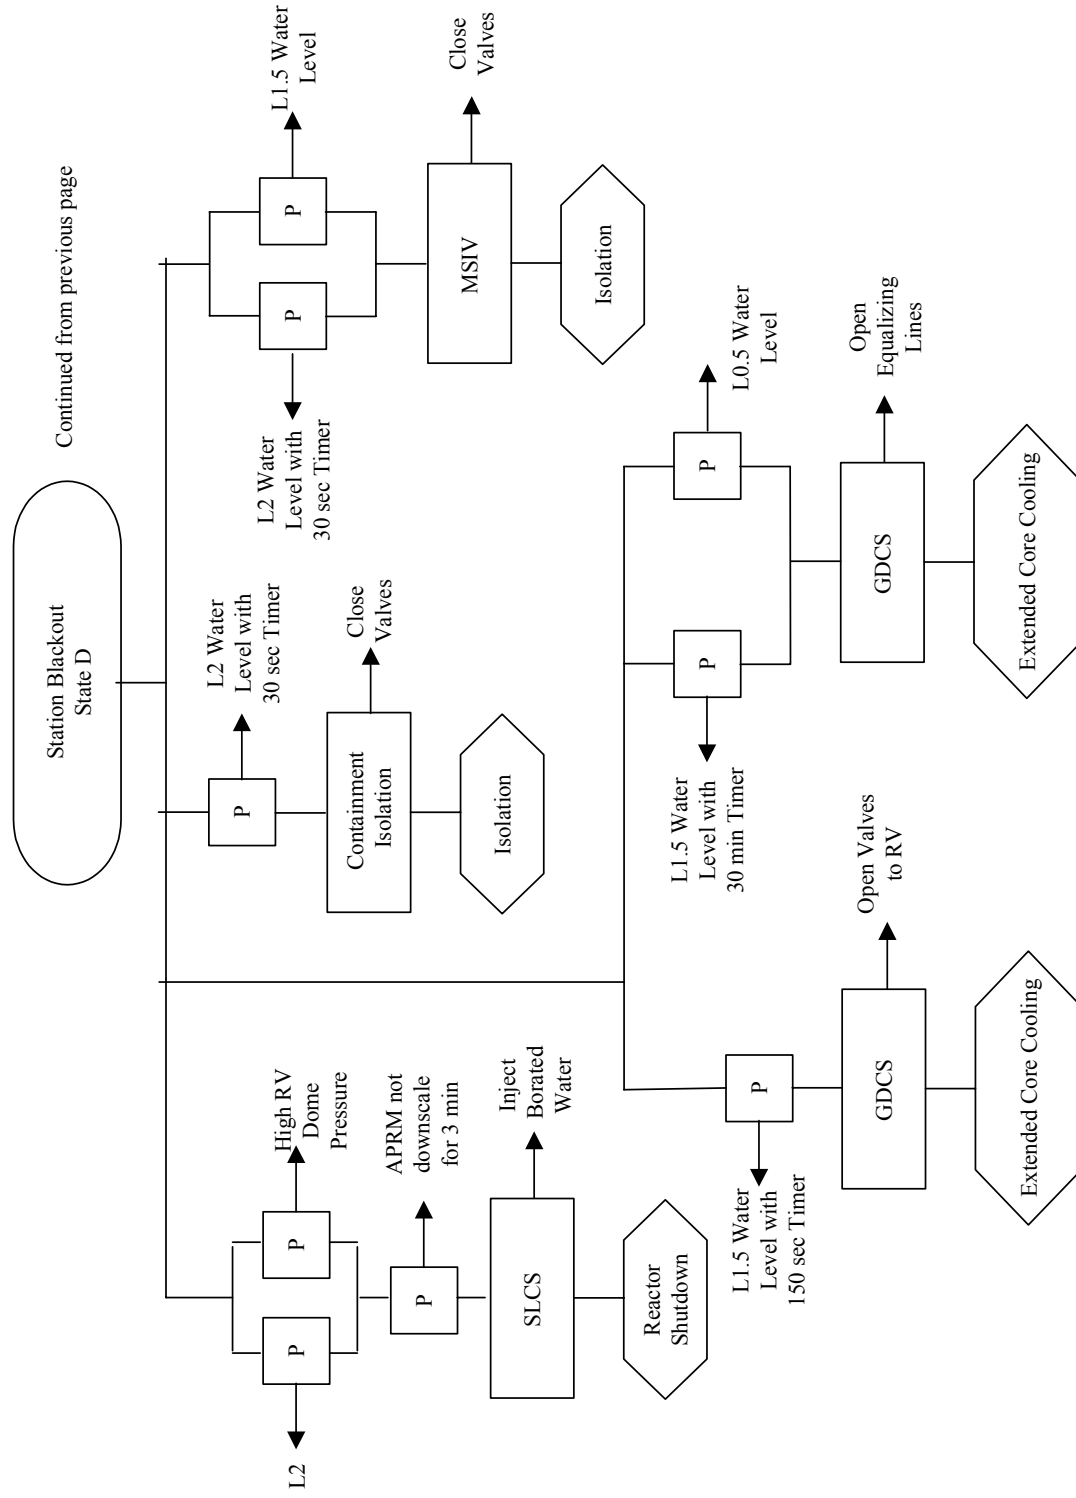 Continued from previous page
Station Blackout
State D
L2
P
P
High RV
Dome
Pressure
P
APRM not
downscale
for 3 min
SLCS
Inject
Borated
Water
Reactor
Shutdown
P
L2 Water
Level with
30 sec Timer
Containment
Isolation
Close
Valves
Isolation
L2 Water
Level with
30 sec Timer
P
P
L1.5 Water
Level
MSIV
Close
Valves
Isolation
L1.5 Water
Level with
150 sec Timer
P
GDCS
Open Valves
to RV
Extended Core Cooling
L1.5 Water
Level with
30 min Timer
P
P
L0.5 Water
Level
GDCS
Open
Equalizing
Lines
Extended Core Cooling